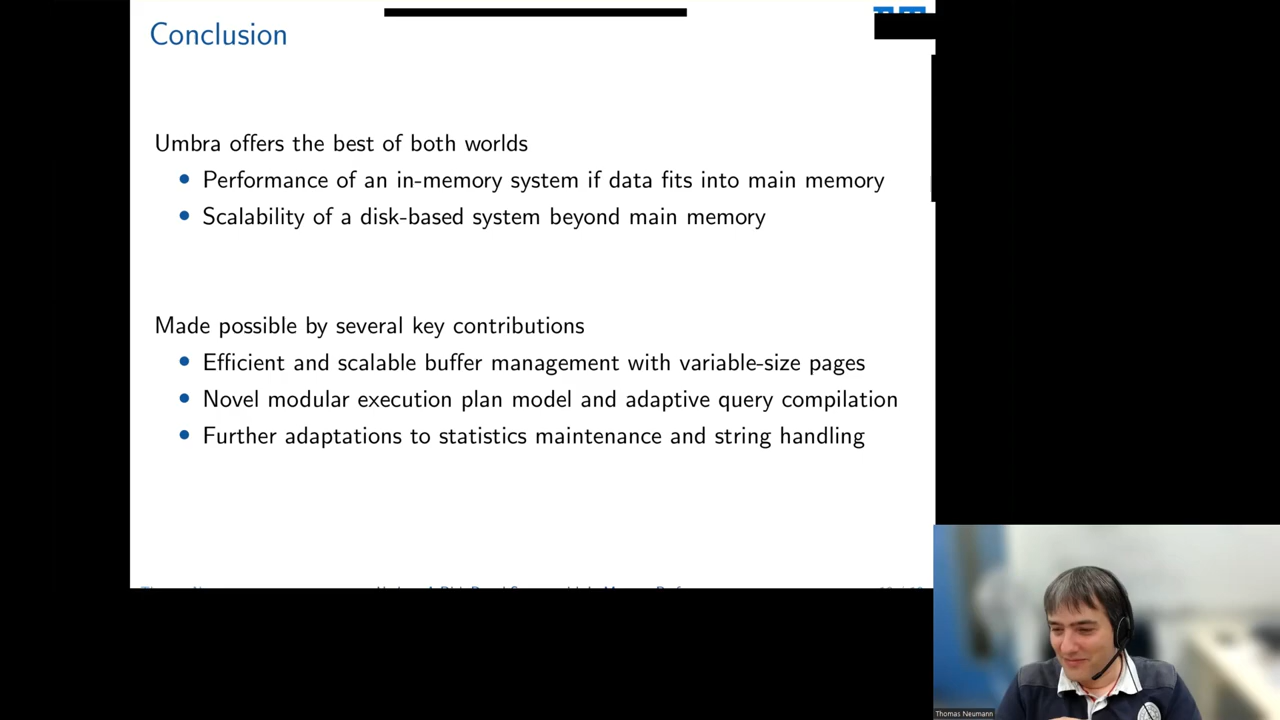 Conclusion
Umbra offers the best of both worlds
• Performance of an in-memory system if data fits into main memory
• Scalability of a disk-based system beyond main memory
Made possible by several key contributions
• Efficient and scalable buffer management with variable-size pages
• Novel modular execution plan model and adaptive query compilation
• Further adaptations to statistics maintenance and string handling
Thomas Neumann